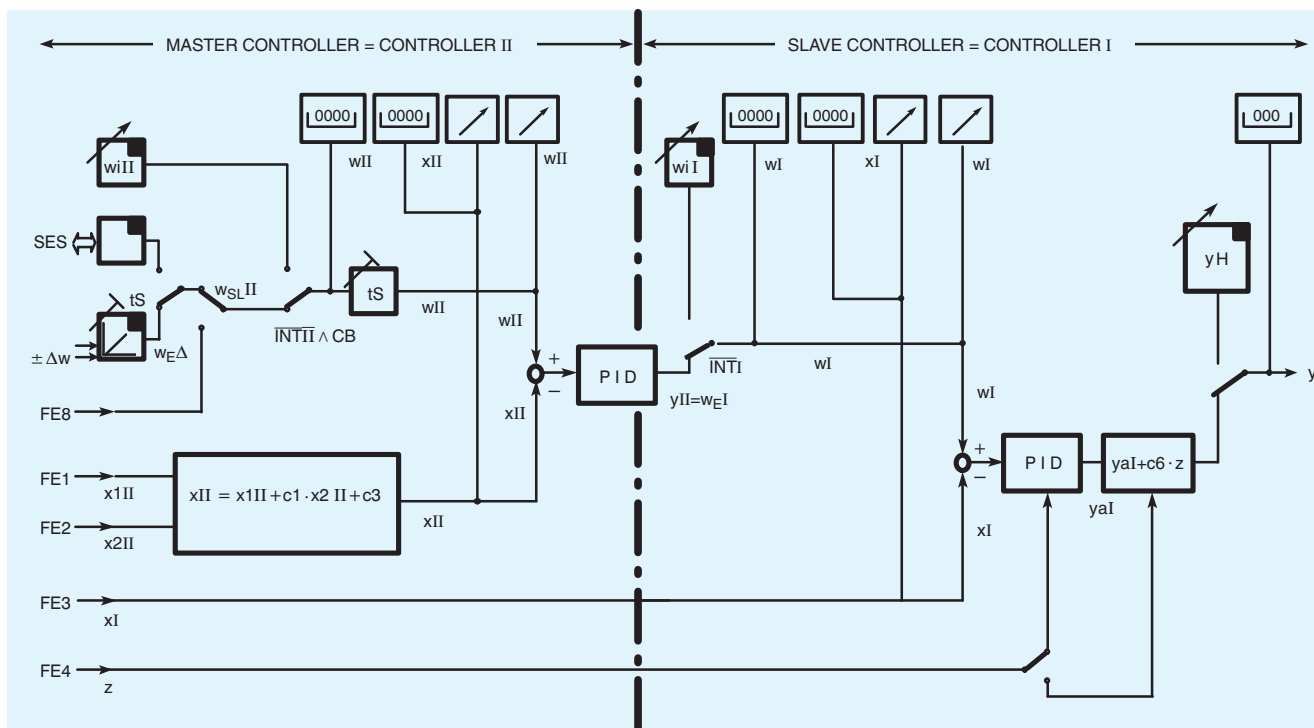 MASTER CONTROLLER = CONTROLLER II
SLAVE CONTROLLER = CONTROLLER I
0000
0000
0000
0000
000
wiII
wII
xII
wII
wi I
wI
xI
wI
SES
yH
tS
wSLII
tS
wII
wII
± Δw
wEΔ
INTII ∧ CB
+
−
PID
INTI
wI
y
yII=wEI
xII
wI
FE8
+
−
PID
yaI+c6·z
FE1
x1II
xII = x1II+c1·x2 II+c3
xII
yaI
xI
FE2
x2II
FE3
xI
FE4
z